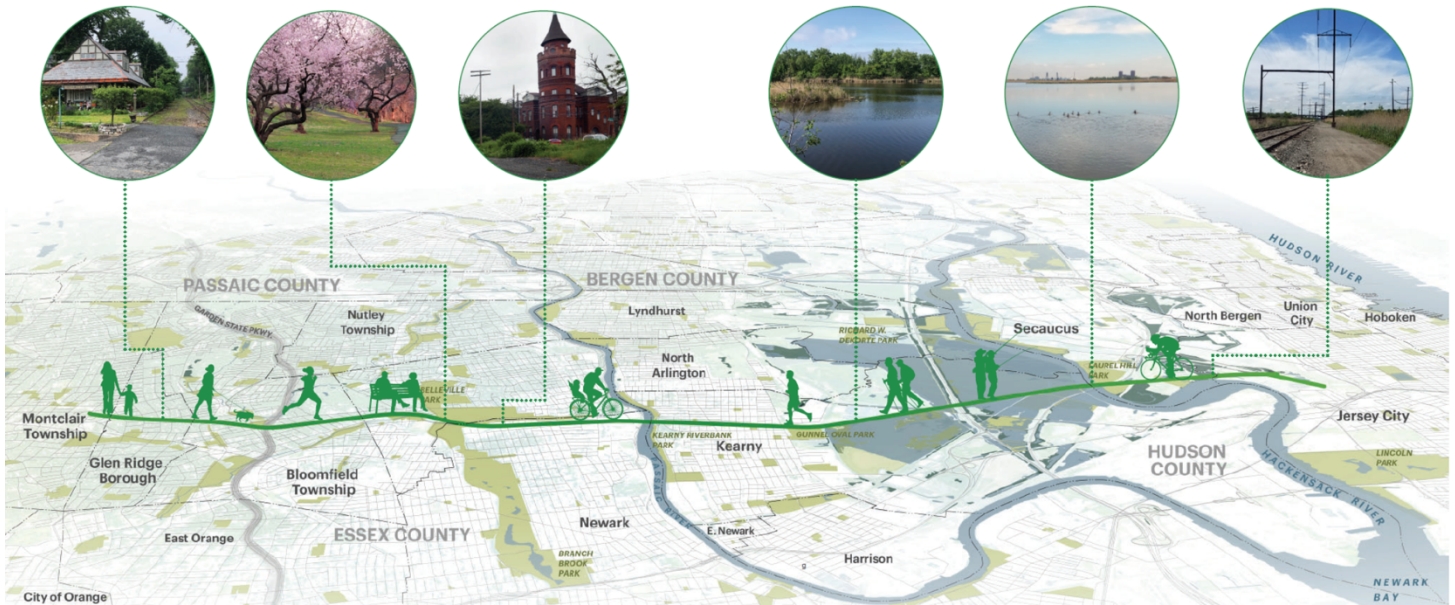 HUDSON RIVER
PASSAIC COUNTY
BERGEN COUNTY
GARDEN STATE PKWY.
Nutley
Township
Lyndhurst
RICHARD W.
DEKORTE PARK
Secaucus
North Bergen
Union
City
Hoboken
North
Arlington
LAUREL HILL
PARK
BELLEVILLE
PARK
Montclair
Township
KEARNY RIVERBANK
PARK
Kearny
GUNNEL OVAL PARK
Jersey City
Glen Ridge
Borough
Bloomfield
Township
HUDSON
COUNTY
LINCOLN
PARK
HACKENSACK RIVER
PASSAIC RIVER
ESSEX COUNTY
Newark
E. Newark
East Orange
BRANCH
BROOK
PARK
Harrison
NEWARK
BAY
City of Orange